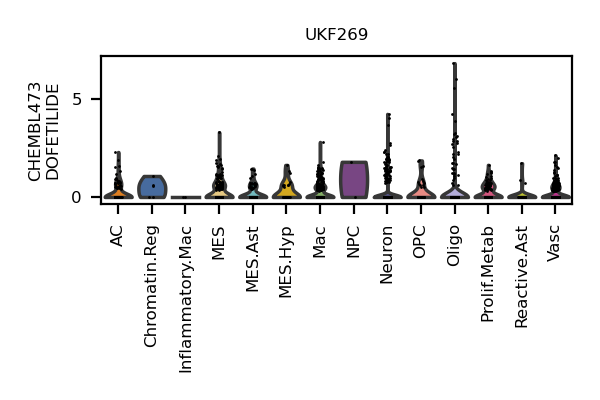 UKF269
CHEMBL473
DOFETILIDE
5
0
AC
Chromatin.Reg
Inflammatory.Mac
MES
MES.Ast
MES.Hyp
Mac
NPC
Neuron
OPC
Oligo
Prolif.Metab
Reactive.Ast
Vasc